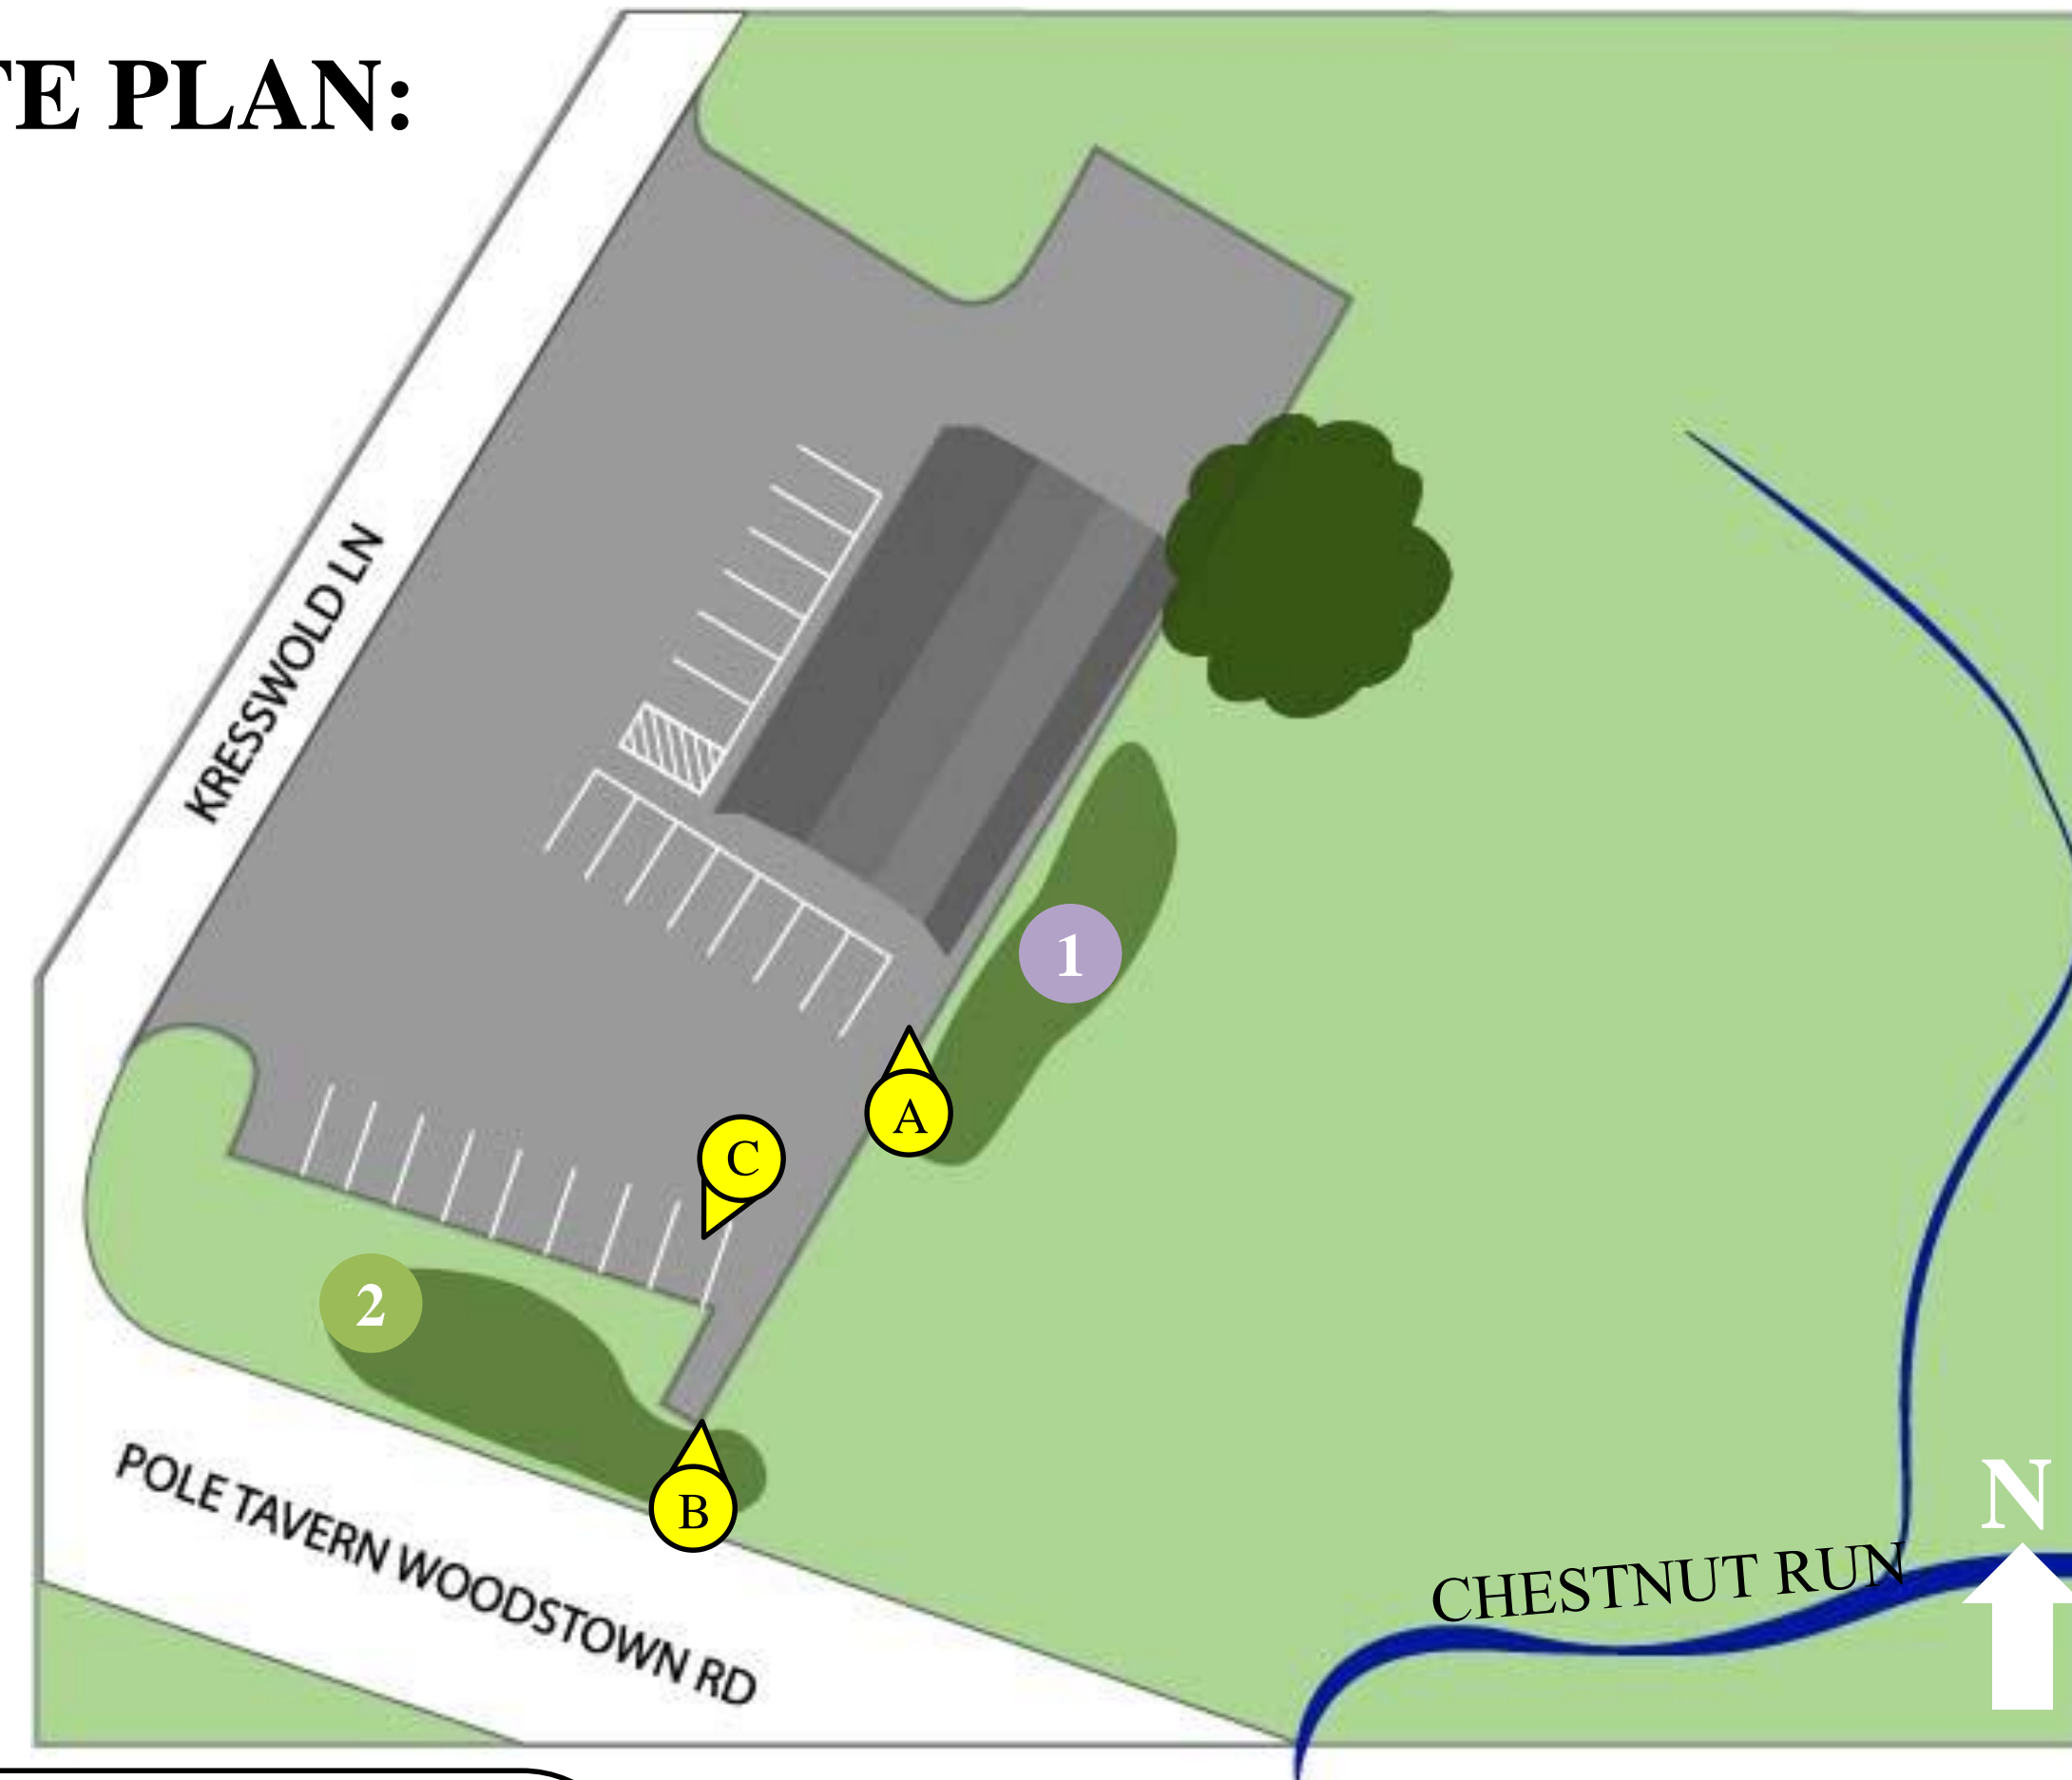 TE PLAN:
KRESSWOLD LN
1
A
C
2
B
POLE TAVERN WOODSTOWN RD
N
CHESTNUT RUN